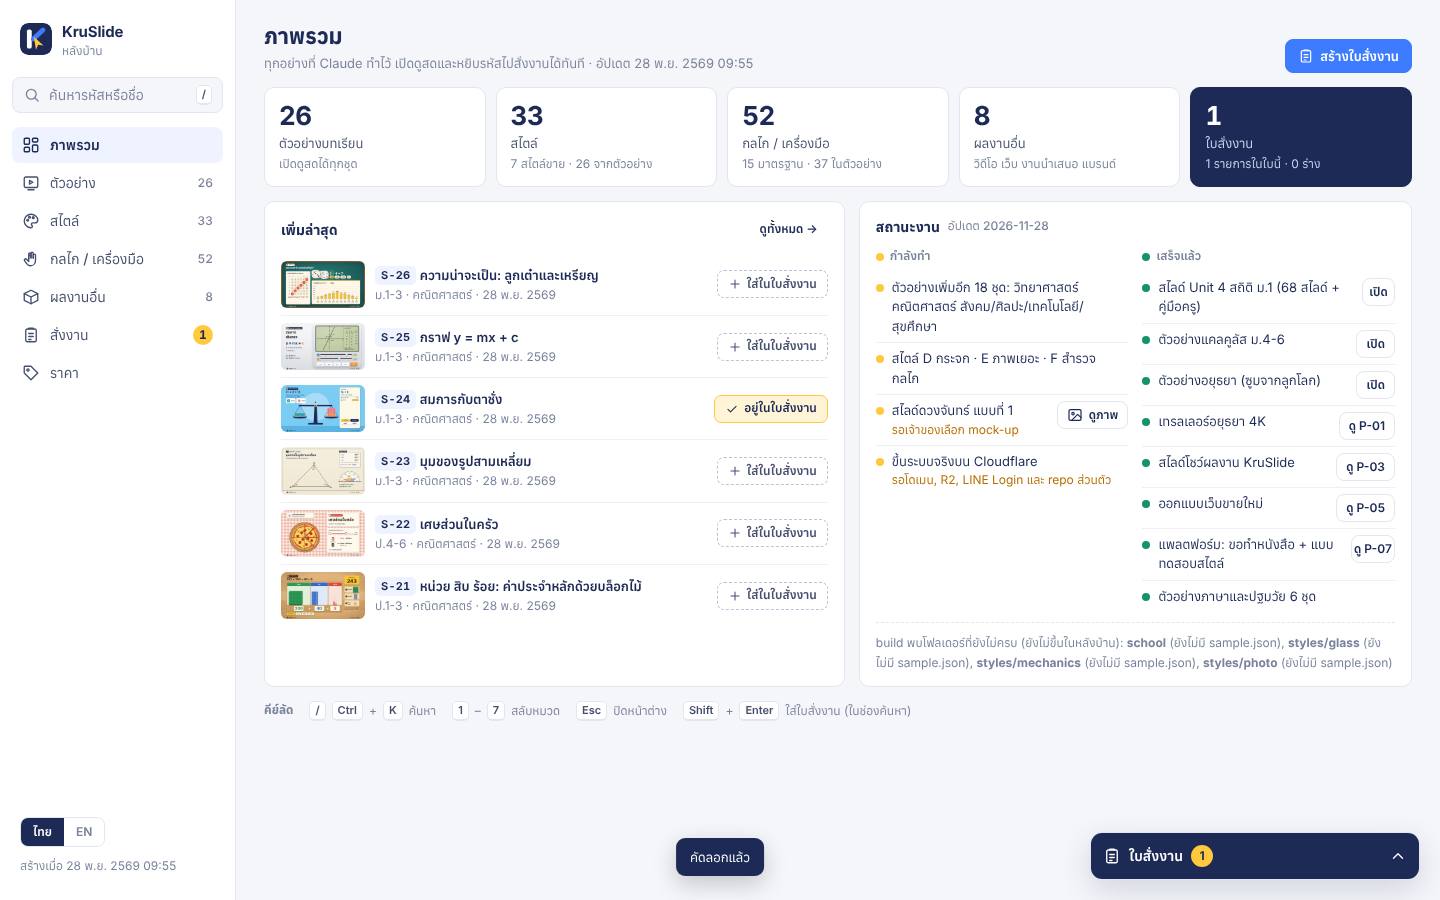 KruSlide
หลังบ้าน
ค้นหารหัสหรือชื่อ
/
ภาพรวม
ตัวอย่าง 26
สไตล์ 33
กลไก / เครื่องมือ 52
ผลงานอื่น 8
สั่งงาน 1
ราคา
ไทย EN
สร้างเมื่อ 28 พ.ย. 2569 09:55
ภาพรวม
ทุกอย่างที่ Claude ทำไว้ เปิดดูสดและหยิบรหัสไปสั่งงานได้ทันที · อัปเดต 28 พ.ย. 2569 09:55
สร้างใบสั่งงาน
26
ตัวอย่างบทเรียน
เปิดดูสดได้ทุกชุด
33
สไตล์
7 สไตล์ขาย · 26 จากตัวอย่าง
52
กลไก / เครื่องมือ
15 มาตรฐาน · 37 ในตัวอย่าง
8
ผลงานอื่น
วิดีโอ เว็บ งานนำเสนอ แบรนด์
1
ใบสั่งงาน
1 รายการในใบนี้ · 0 ร่าง
เพิ่มล่าสุด
ดูทั้งหมด →
S-26 ความน่าจะเป็น: ลูกเต๋าและเหรียญ
ม.1-3 · คณิตศาสตร์ · 28 พ.ย. 2569
+ ใส่ในใบสั่งงาน
S-25 กราฟ y = mx + c
ม.1-3 · คณิตศาสตร์ · 28 พ.ย. 2569
+ ใส่ในใบสั่งงาน
S-24 สมการกับตาชั่ง
ม.1-3 · คณิตศาสตร์ · 28 พ.ย. 2569
อยู่ในใบสั่งงาน
S-23 มุมของรูปสามเหลี่ยม
ม.1-3 · คณิตศาสตร์ · 28 พ.ย. 2569
+ ใส่ในใบสั่งงาน
S-22 เศษส่วนในครัว
ป.4-6 · คณิตศาสตร์ · 28 พ.ย. 2569
+ ใส่ในใบสั่งงาน
S-21 หน่วย สิบ ร้อย: ค่าประจำหลักด้วยบล็อกไม้
ป.1-3 · คณิตศาสตร์ · 28 พ.ย. 2569
+ ใส่ในใบสั่งงาน
สถานะงาน อัปเดต 2026-11-28
กำลังทำ
ตัวอย่างเพิ่มอีก 18 ชุด: วิทยาศาสตร์
คณิตศาสตร์ สังคม/ศิลปะ/เทคโนโลยี/
สุขศึกษา
สไตล์ D กระจก · E ภาพเยอะ · F สำรวจ
กลไก
สไลด์ดวงจันทร์ แบบที่ 1
รอเจ้าของเลือก mock-up
ดูภาพ
ขึ้นระบบจริงบน Cloudflare
รอโดเมน, R2, LINE Login และ repo ส่วนตัว
เสร็จแล้ว
สไลด์ Unit 4 สถิติ ม.1 (68 สไลด์ +
คู่มือครู)
เปิด
ตัวอย่างแคลคูลัส ม.4-6
เปิด
ตัวอย่างอยุธยา (ซูมจากลูกโลก)
เปิด
เทรลเลอร์อยุธยา 4K
ดู P-01
สไลด์โชว์ผลงาน KruSlide
ดู P-03
ออกแบบเว็บขายใหม่
ดู P-05
แพลตฟอร์ม: ขอทำหนังสือ + แบบ
ทดสอบสไตล์
ดู P-07
ตัวอย่างภาษาและปฐมวัย 6 ชุด
build พบโฟลเดอร์ที่ยังไม่ครบ (ยังไม่ขึ้นในหลังบ้าน): school (ยังไม่มี sample.json), styles/glass (ยัง
ไม่มี sample.json), styles/mechanics (ยังไม่มี sample.json), styles/photo (ยังไม่มี sample.json)
คีย์ลัด / Ctrl + K ค้นหา 1 – 7 สลับหมวด Esc ปิดหน้าต่าง Shift + Enter ใส่ใบสั่งงาน (ในช่องค้นหา)
คัดลอกแล้ว
ใบสั่งงาน 1